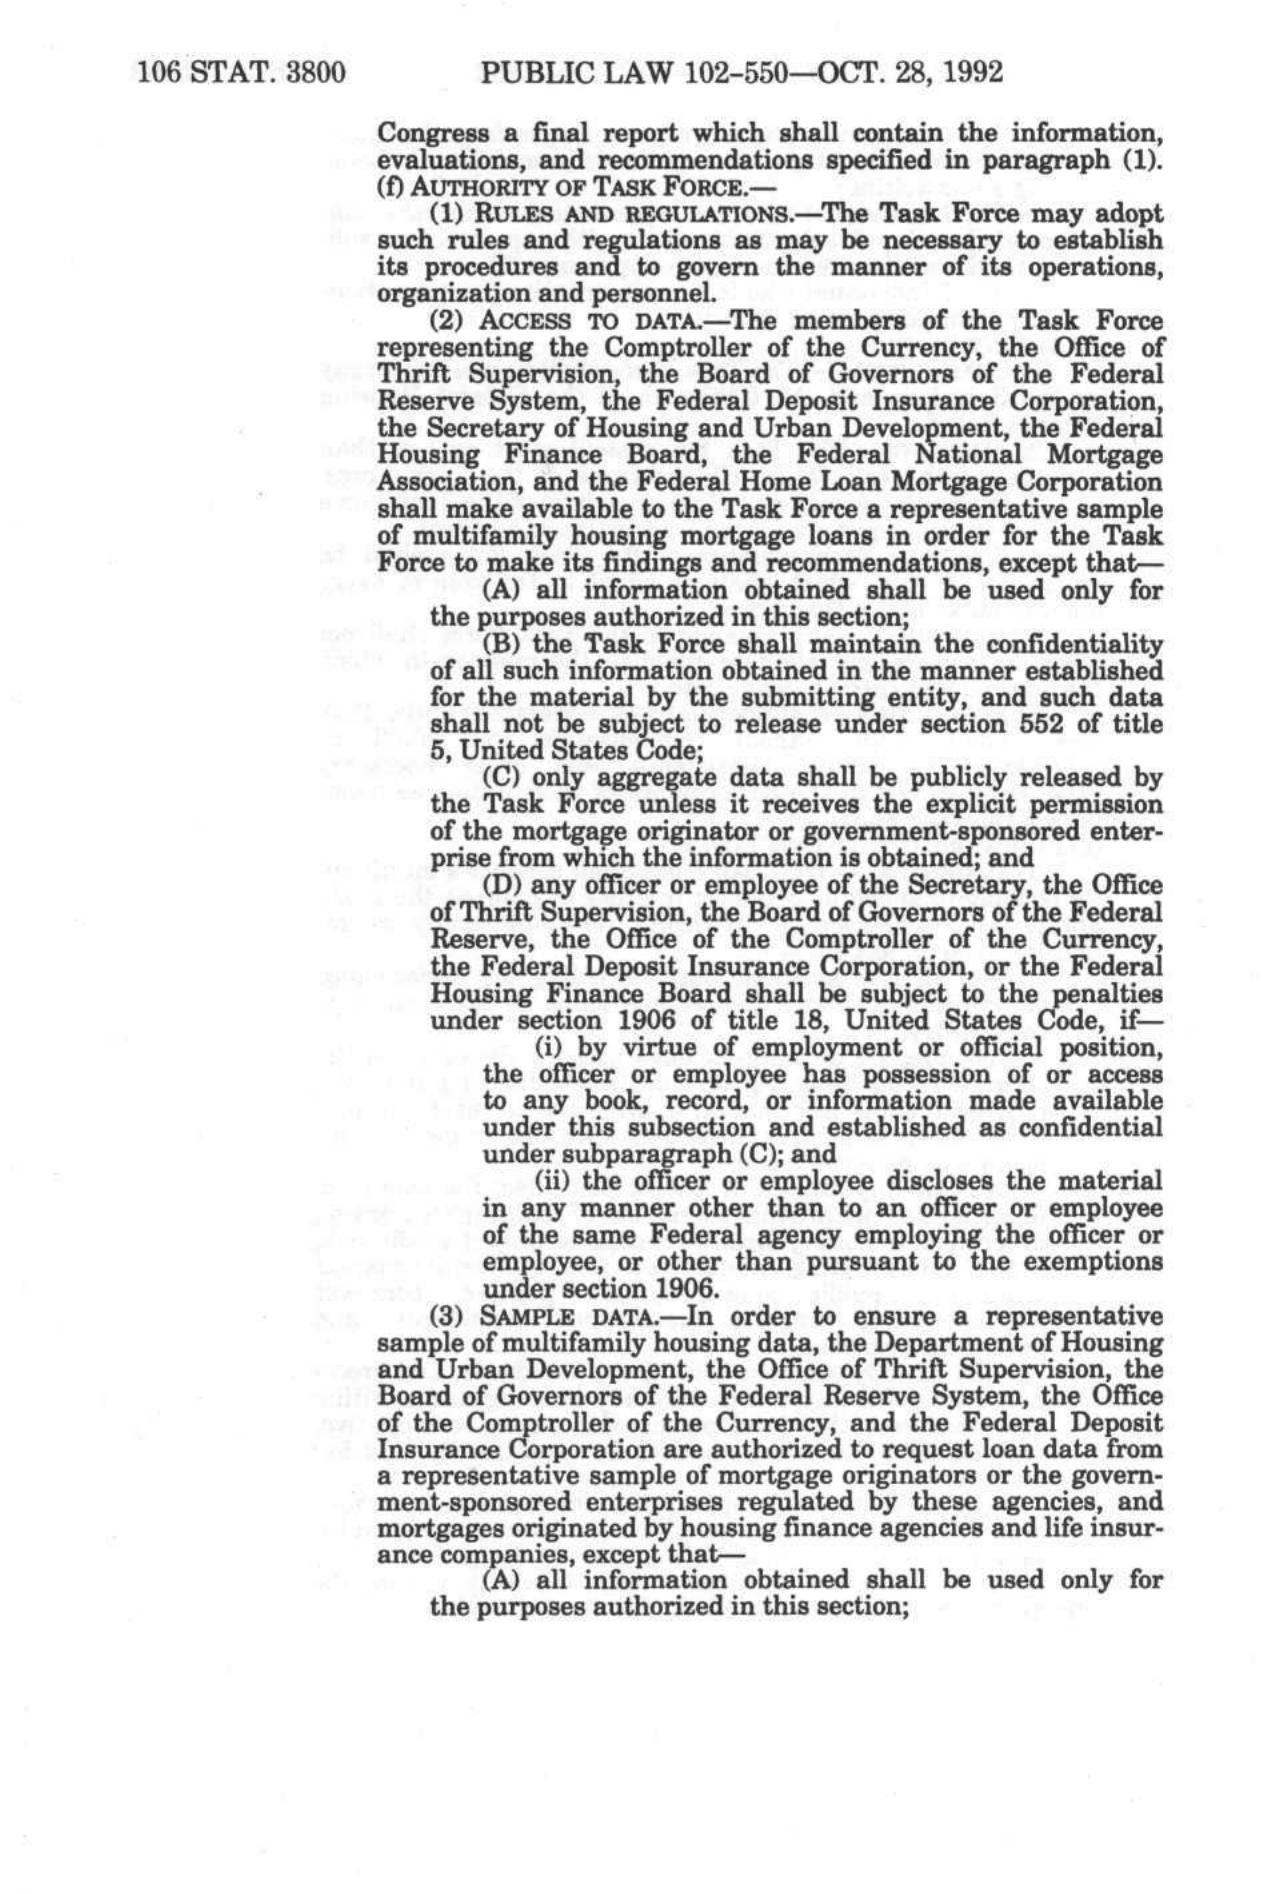 106 STAT. 3800 PUBLIC LAW 102-550—OCT. 28, 1992
Congress a final report which shall contain the information,
evaluations, and recommendations specified in paragraph (1).
(f) AUTHORITY OF TASK FORCE.—
(1) RULES AND REGULATIONS.—The Task Force may adopt
such rules and regulations as may be necessary to establish
its procedures and to govern the manner of its operations,
organization and personnel.
(2) ACCESS TO DATA.—The members of the Task Force
representing the Comptroller of the Currency, the Office of
Thrift Supervision, the Board of Governors of the Federal
Reserve System, the Federal Deposit Insurance Corporation,
the Secretary of Housing and Urban Development, the Federal
Housing Finance Board, the Federal National Mortgage
Association, and the Federal Home Loan Mortgage Corporation
shall make available to the Task Force a representative sample
of multifamily housing mortgage loans in order for the Task
Force to make its findings and recommendations, except that—
(A) all information obtained shall be used only for
the purposes authorized in this section;
(B) the Task Force shall maintain the confidentiality
of all such information obtained in the manner established
for the material by the submitting entity, and such data
shall not be subject to release under section 552 of title
5, United States Code;
(C) only aggregate data shall be publicly released by
the Task Force unless it receives the explicit permission
of the mortgage originator or government-sponsored enter-
prise from which the information is obtained; and
(D) any officer or employee of the Secretary, the Office
of Thrift Supervision, the Board of Governors of the Federal
Reserve, the Office of the Comptroller of the Currency,
the Federal Deposit Insurance Corporation, or the Federal
Housing Finance Board shall be subject to the penalties
under section 1906 of title 18, United States Code, if—
(i) by virtue of employment or official position,
the officer or employee has possession of or access
to any book, record, or information made available
under this subsection and established as confidential
under subparagraph (C); and
(ii) the officer or employee discloses the material
in any manner other than to an officer or employee
of the same Federal agency employing the officer or
employee, or other than pursuant to the exemptions
under section 1906.
(3) SAMPLE DATA.—In order to ensure a representative
sample of multifamily housing data, the Department of Housing
and Urban Development, the Office of Thrift Supervision, the
Board of Governors of the Federal Reserve System, the Office
of the Comptroller of the Currency, and the Federal Deposit
Insurance Corporation are authorized to request loan data from
a representative sample of mortgage originators or the govern-
ment-sponsored enterprises regulated by these agencies, and
mortgages originated by housing finance agencies and life insur-
ance companies, except that—
(A) all information obtained shall be used only for
the purposes authorized in this section;